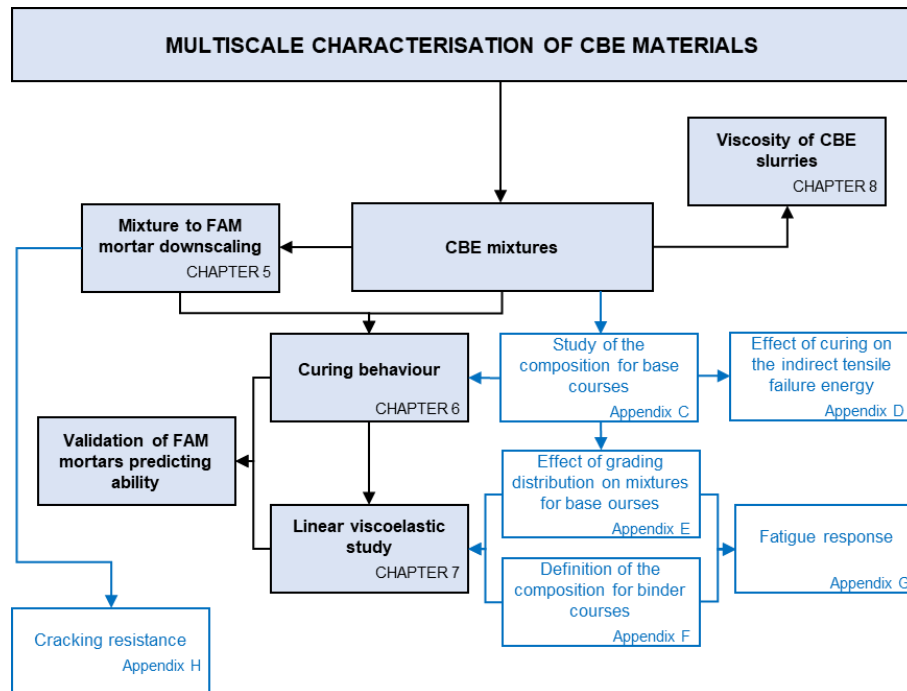 MULTISCALE CHARACTERISATION OF CBE MATERIALS
Viscosity of CBE
slurries
CHAPTER 8
Mixture to FAM
mortar downscaling
CHAPTER 5
CBE mixtures
Curing behaviour
CHAPTER 6
Study of the
composition for base
courses
Appendix C
Effect of curing on
the indirect tensile
failure energy
Appendix D
Validation of FAM
mortars predicting
ability
Effect of grading
distribution on mixtures
for base ourses
Appendix E
Linear viscoelastic
study
CHAPTER 7
Fatigue response
Appendix G
Definition of the
composition for binder
courses
Appendix F
Cracking resistance
Appendix H